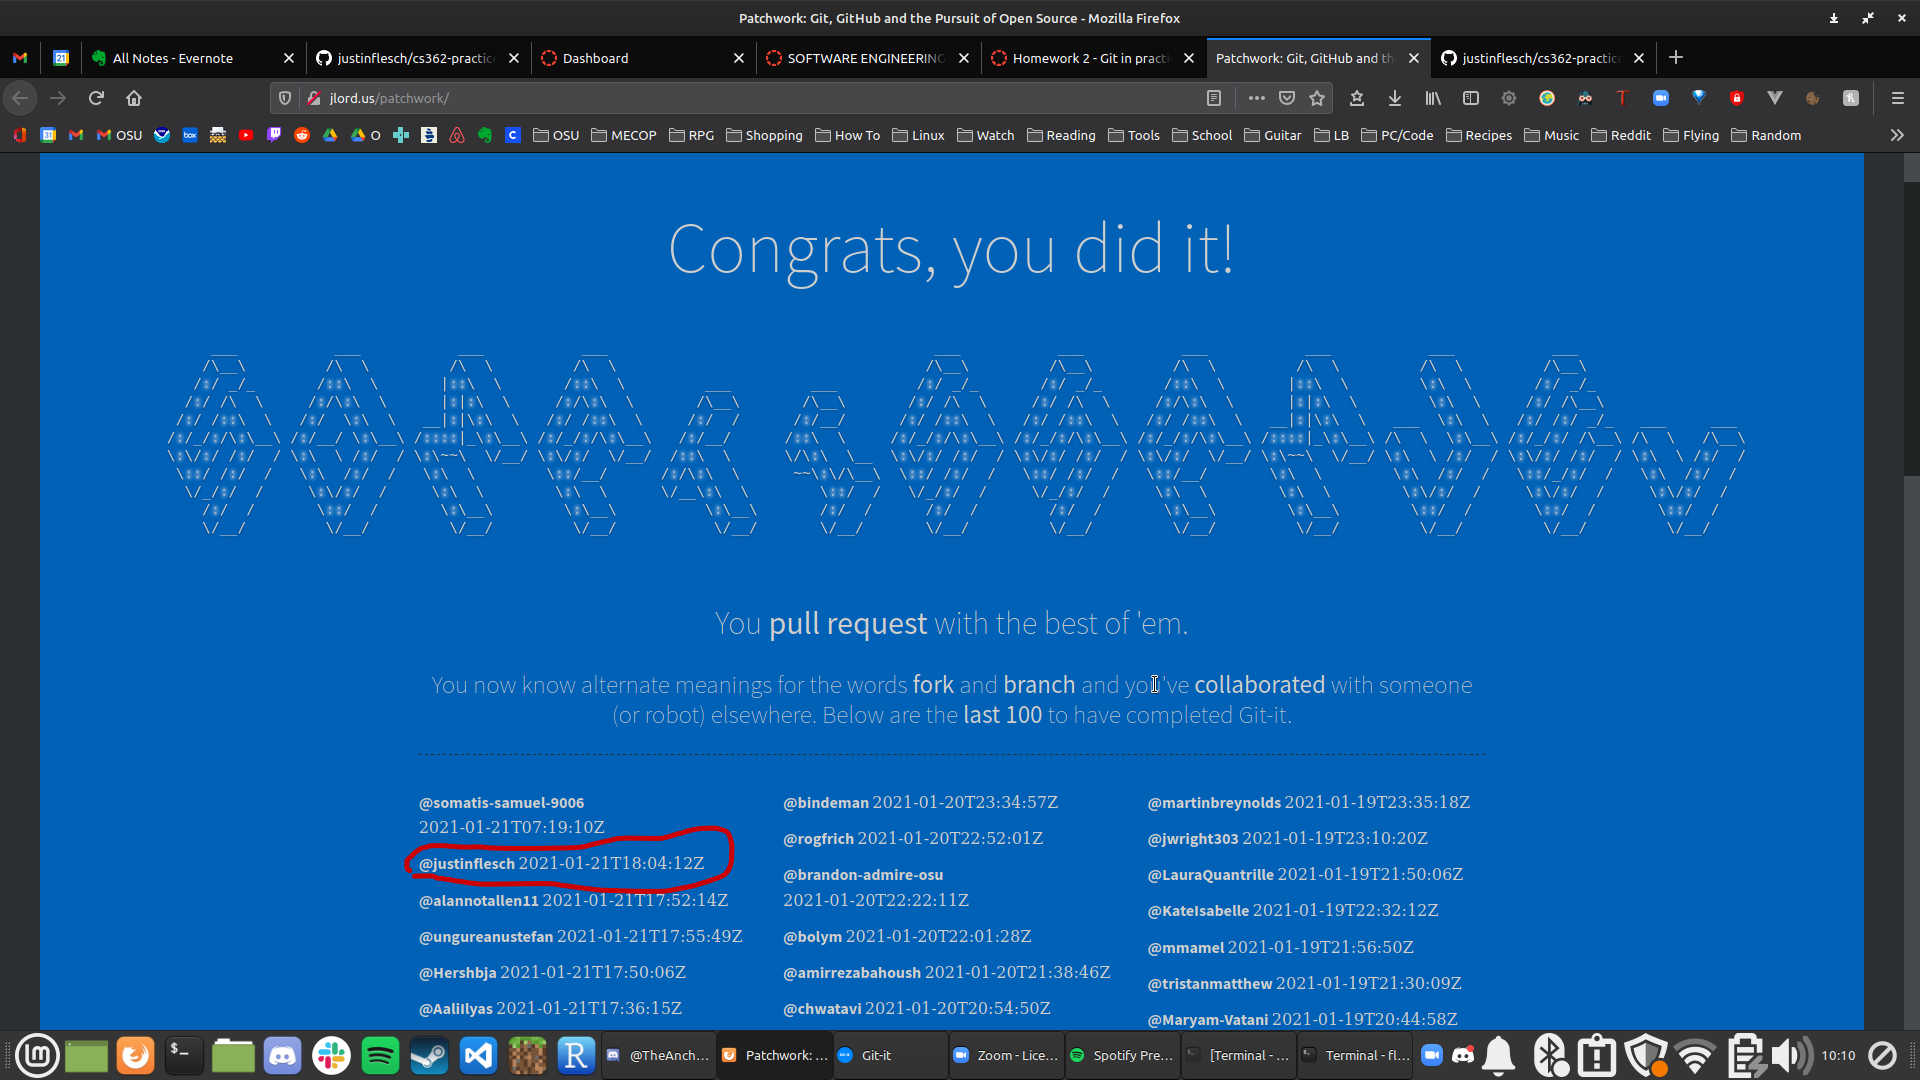 Patchwork: Git, GitHub and the Pursuit of Open Source - Mozilla Firefox
All Notes - Evernote
justinflesch/cs362-practice
Dashboard
SOFTWARE ENGINEERING
Homework 2 - Git in practi
Patchwork: Git, GitHub and th
justinflesch/cs362-practice
jlord.us/patchwork/
OSU
O
OSU
MECOP
RPG
Shopping
How To
Linux
Watch
Reading
Tools
School
Guitar
LB
PC/Code
Recipes
Music
Reddit
Flying
Random
Congrats, you did it!
You pull request with the best of 'em.
You now know alternate meanings for the words fork and branch and you've collaborated with someone
(or robot) elsewhere. Below are the last 100 to have completed Git-it.
@somatis-samuel-9006
2021-01-21T07:19:10Z
@justinflesch 2021-01-21T18:04:12Z
@alannotallen11 2021-01-21T17:52:14Z
@ungureanustefan 2021-01-21T17:55:49Z
@Hershbja 2021-01-21T17:50:06Z
@AaliIlyas 2021-01-21T17:36:15Z
@bindeman 2021-01-20T23:34:57Z
@rogfrich 2021-01-20T22:52:01Z
@brandon-admire-osu
2021-01-20T22:22:11Z
@bolym 2021-01-20T22:01:28Z
@amirrezabahoush 2021-01-20T21:38:46Z
@chwatavi 2021-01-20T20:54:50Z
@martinbreynolds 2021-01-19T23:35:18Z
@jwright303 2021-01-19T23:10:20Z
@LauraQuantrille 2021-01-19T21:50:06Z
@KateIsabelle 2021-01-19T22:32:12Z
@mmamel 2021-01-19T21:56:50Z
@tristanmatthew 2021-01-19T21:30:09Z
@Maryam-Vatani 2021-01-19T20:44:58Z
@TheAnch...
Patchwork: ...
Git-it
Zoom - Lice...
Spotify Pre...
[Terminal - ...
Terminal - fl...
10:10